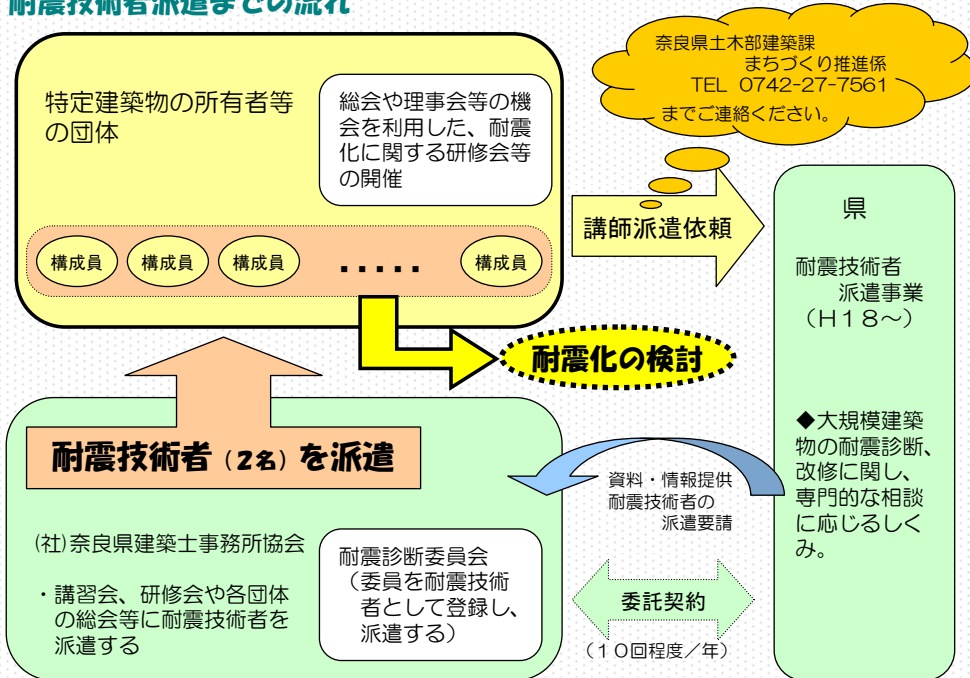 耐震技術者派遣までの流れ
特定建築物の所有者等
の団体
総会や理事会等の機
会を利用した、耐震
化に関する研修会等
の開催
構成員
構成員
構成員
・・・・・
構成員
奈良県土木部建築課
まちづくり推進係
TEL 0742-27-7561
までご連絡ください。
講師派遣依頼
県
耐震技術者
派遣事業
（H18～）
◆大規模建築
物の耐震診断、
改修に関し、
専門的な相談
に応じるしく
み。
耐震化の検討
耐震技術者（2名）を派遣
(社)奈良県建築士事務所協会
・講習会、研修会や各団体
の総会等に耐震技術者を
派遣する
耐震診断委員会
（委員を耐震技術
者として登録し、
派遣する）
資料・情報提供
耐震技術者の
派遣要請
委託契約
（10回程度／年）